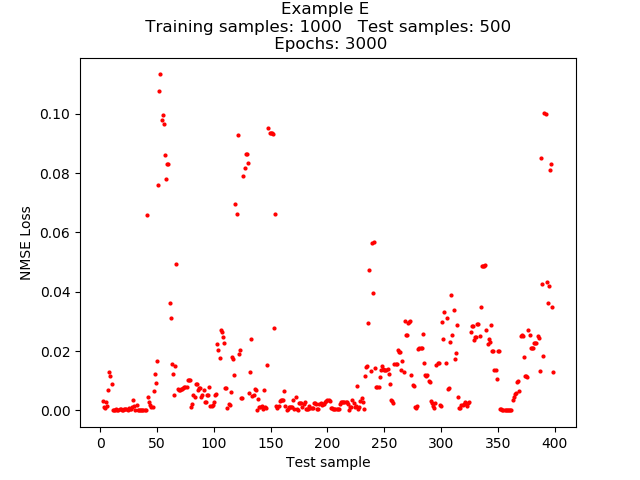 Example E
Training samples: 1000   Test samples: 500
Epochs: 3000
0.10
0.08
0.06
0.04
0.02
0.00
NMSE Loss
0 50 100 150 200 250 300 350 400
Test sample